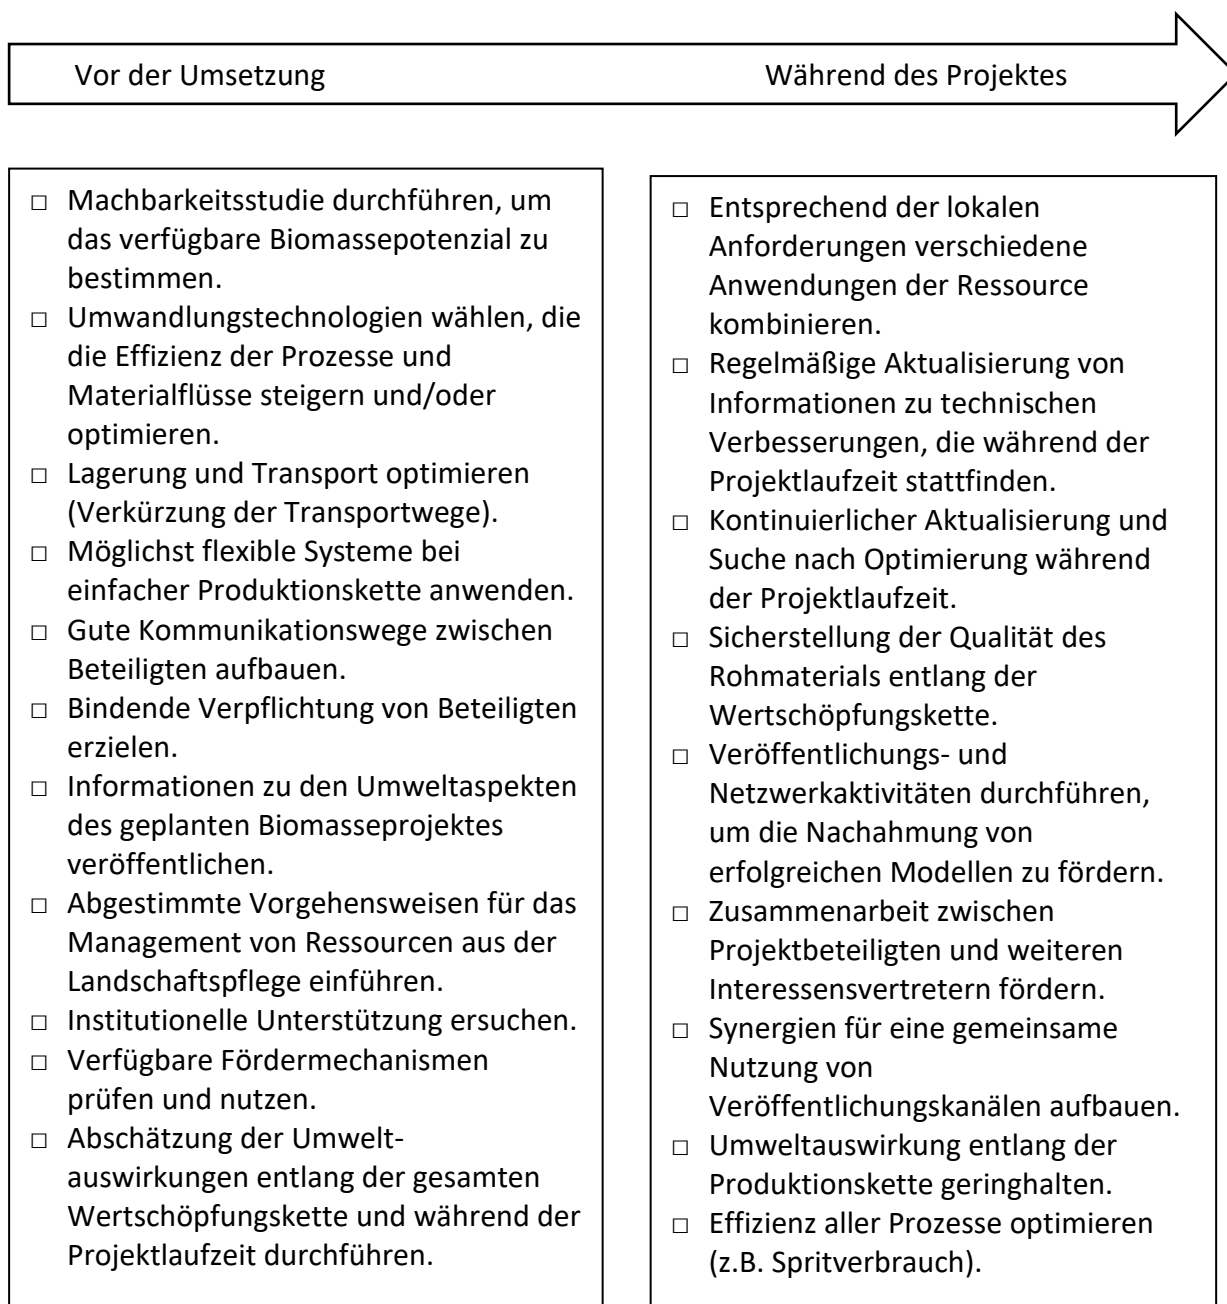 Vor der Umsetzung
Während des Projektes
□ Machbarkeitsstudie durchführen, um
das verfügbare Biomassepotenzial zu
bestimmen.
□ Umwandlungstechnologien wählen, die
die Effizienz der Prozesse und
Materialflüsse steigern und/oder
optimieren.
□ Lagerung und Transport optimieren
(Verkürzung der Transportwege).
□ Möglichst flexible Systeme bei
einfacher Produktionskette anwenden.
□ Gute Kommunikationswege zwischen
Beteiligten aufbauen.
□ Bindende Verpflichtung von Beteiligten
erzielen.
□ Informationen zu den Umweltaspekten
des geplanten Biomasseprojektes
veröffentlichen.
□ Abgestimmte Vorgehensweisen für das
Management von Ressourcen aus der
Landschaftspflege einführen.
□ Institutionelle Unterstützung ersuchen.
□ Verfügbare Fördermechanismen
prüfen und nutzen.
□ Abschätzung der Umwelt-
auswirkungen entlang der gesamten
Wertschöpfungskette und während der
Projektlaufzeit durchführen.
□ Entsprechend der lokalen
Anforderungen verschiedene
Anwendungen der Ressource
kombinieren.
□ Regelmäßige Aktualisierung von
Informationen zu technischen
Verbesserungen, die während der
Projektlaufzeit stattfinden.
□ Kontinuierlicher Aktualisierung und
Suche nach Optimierung während
der Projektlaufzeit.
□ Sicherstellung der Qualität des
Rohmaterials entlang der
Wertschöpfungskette.
□ Veröffentlichungs- und
Netzwerkaktivitäten durchführen,
um die Nachahmung von
erfolgreichen Modellen zu fördern.
□ Zusammenarbeit zwischen
Projektbeteiligten und weiteren
Interessensvertretern fördern.
□ Synergien für eine gemeinsame
Nutzung von
Veröffentlichungskanälen aufbauen.
□ Umweltauswirkung entlang der
Produktionskette geringhalten.
□ Effizienz aller Prozesse optimieren
(z.B. Spritverbrauch).